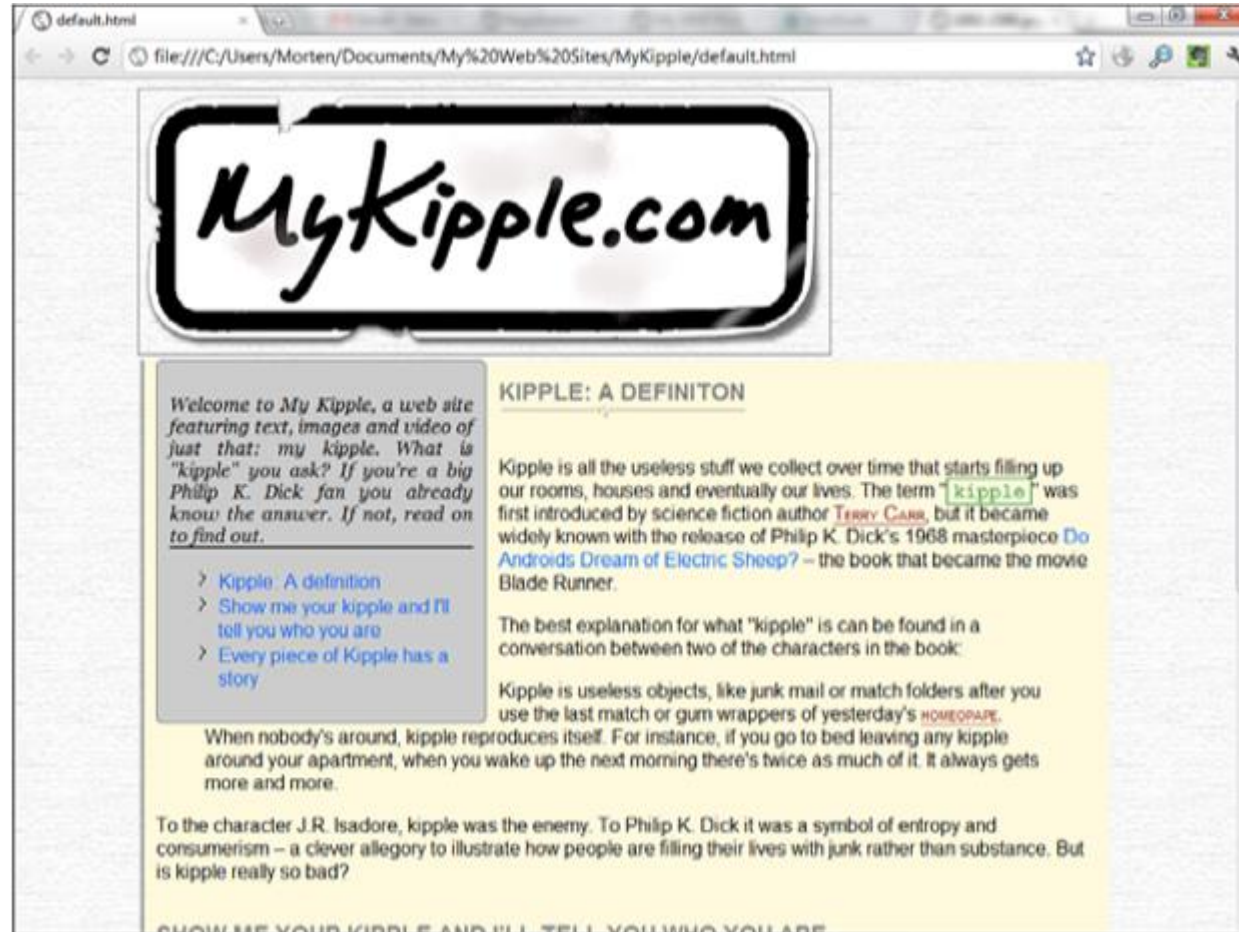 default.html
file:///C:/Users/Morten/Documents/My%20Web%20Sites/MyKipple/default.html
MyKipple.com
Welcome to My Kipple, a web site
featuring text, images and video of
just that: my kipple. What is
"kipple" you ask? If you're a big
Philip K. Dick fan you already
know the answer. If not, read on
to find out.
Kipple: A definition
Show me your kipple and I'll
tell you who you are
Every piece of Kipple has a
story
KIPPLE: A DEFINITON
Kipple is all the useless stuff we collect over time that starts filling up
our rooms, houses and eventually our lives. The term "kipple" was
first introduced by science fiction author TERRY CARR, but it became
widely known with the release of Philip K. Dick's 1968 masterpiece Do
Androids Dream of Electric Sheep? – the book that became the movie
Blade Runner.
The best explanation for what "kipple" is can be found in a
conversation between two of the characters in the book:
Kipple is useless objects, like junk mail or match folders after you
use the last match or gum wrappers of yesterday's HOMEOPAPE.
When nobody's around, kipple reproduces itself. For instance, if you go to bed leaving any kipple
around your apartment, when you wake up the next morning there's twice as much of it. It always gets
more and more.
To the character J.R. Isadore, kipple was the enemy. To Philip K. Dick it was a symbol of entropy and
consumerism – a clever allegory to illustrate how people are filling their lives with junk rather than substance. But
is kipple really so bad?
SHOW ME YOUR KIPPLE AND I'LL TELL YOU WHO YOU ARE